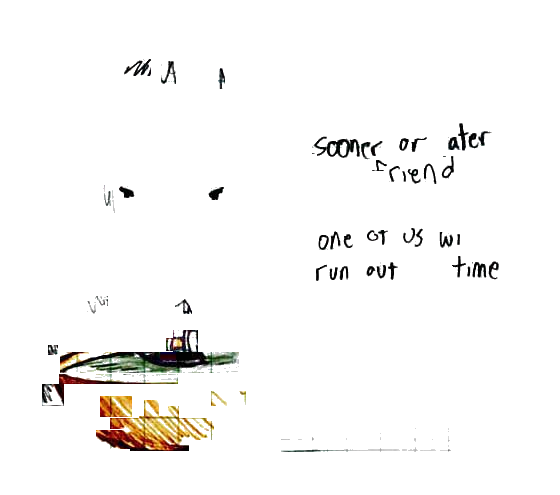 sooner or ater
friend
one of us wi
run out time